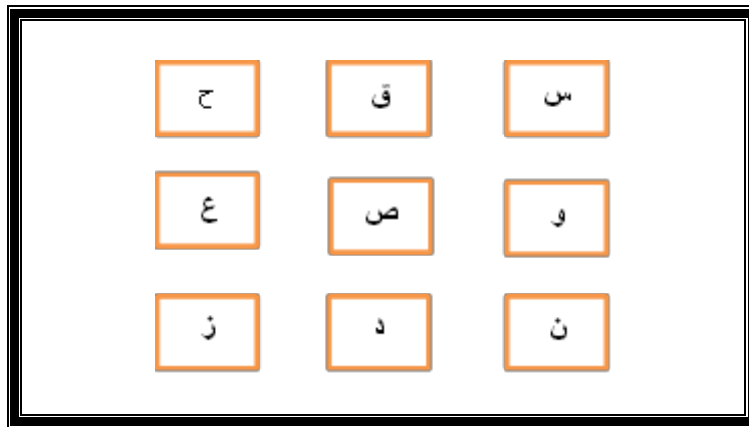 س ق ح
و ص ع
ن د ز